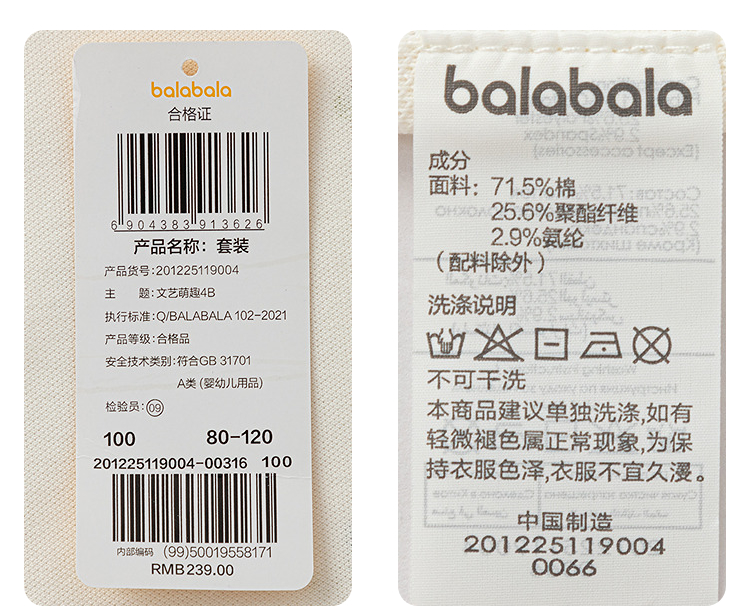 balabala
合格证
6 904383 913626
产品名称：套装
产品货号:201225119004
主 题:文艺萌趣4B
执行标准:Q/BALABALA 102-2021
产品等级:合格品
安全技术类别:符合GB 31701
A类 (婴幼儿用品)
检验员:09
100 80-120
201225119004-00316 100
内部编码 (99)50019558171
RMB239.00
balabala
成分
面料：71.5%棉
25.6%聚酯纤维
2.9%氨纶
（配料除外）
洗涤说明
不可干洗
本商品建议单独洗涤,如有
轻微褪色属正常现象,为保
持衣服色泽,衣服不宜久浸。
中国制造
201225119004
0066